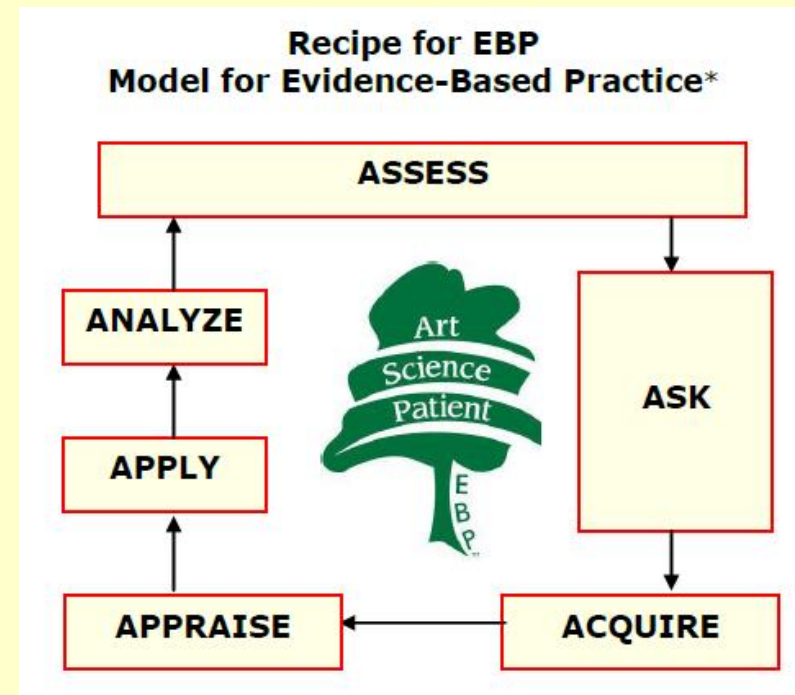 Recipe for EBP
Model for Evidence-Based Practice*
ASSESS
ANALYZE
Art
Science
Patient
ASK
APPLY
E
B
P
APPRAISE
ACQUIRE